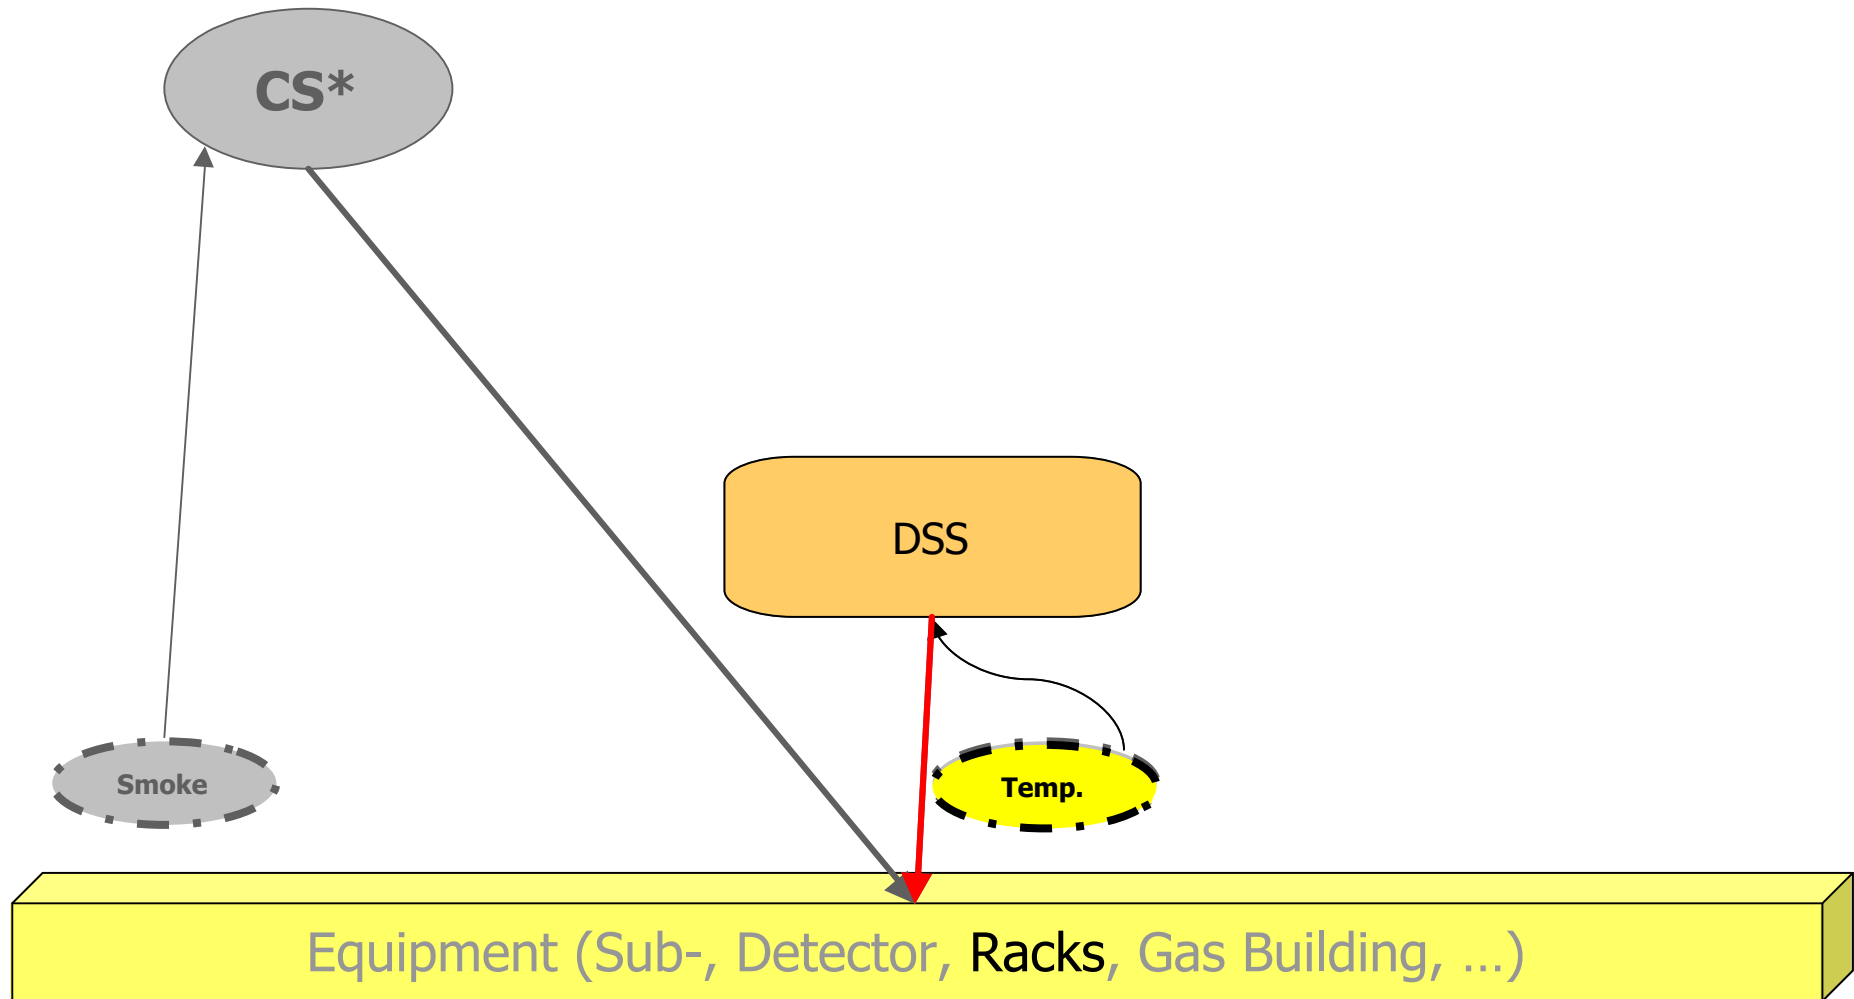 CS*
DSS
Smoke
Temp.
Equipment (Sub-, Detector, Racks, Gas Building, ...)